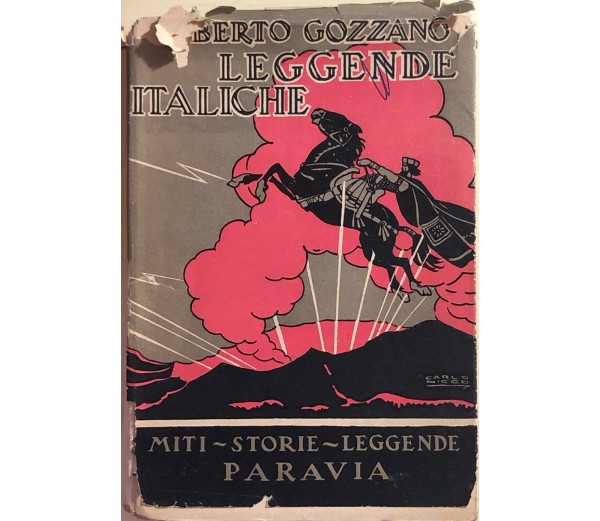 BERTO GOZZANO
LEGGENDE
ITALICHE
CARLO
NICCO
MITI ~ STORIE ~ LEGGENDE
PARAVIA